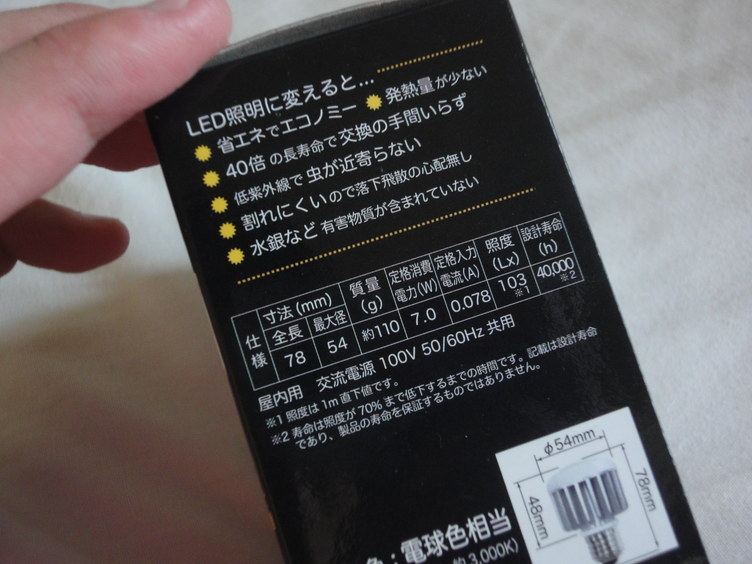 LED照明に変えると…
省エネでエコノミー 発熱量が少ない
40倍の長寿命で交換の手間いらず
低紫外線で虫が近寄らない
割れにくいので落下飛散の心配無し
水銀など有害物質が含まれていない
仕様 寸法(mm) 質量(g) 定格消費電力(W) 定格入力電流(A) 照度(Lx) 設計寿命(h)
全長 最大径
78 54 約110 7.0 0.078 103※1 40,000※2
屋内用 交流電源 100V 50/60Hz 共用
※1 照度は1m直下値です。
※2 寿命は照度が70%まで低下するまでの時間です。記載は設計寿命
であり、製品の寿命を保証するものではありません。
φ54mm
48mm
78mm
色:電球色相当
約3,000K)